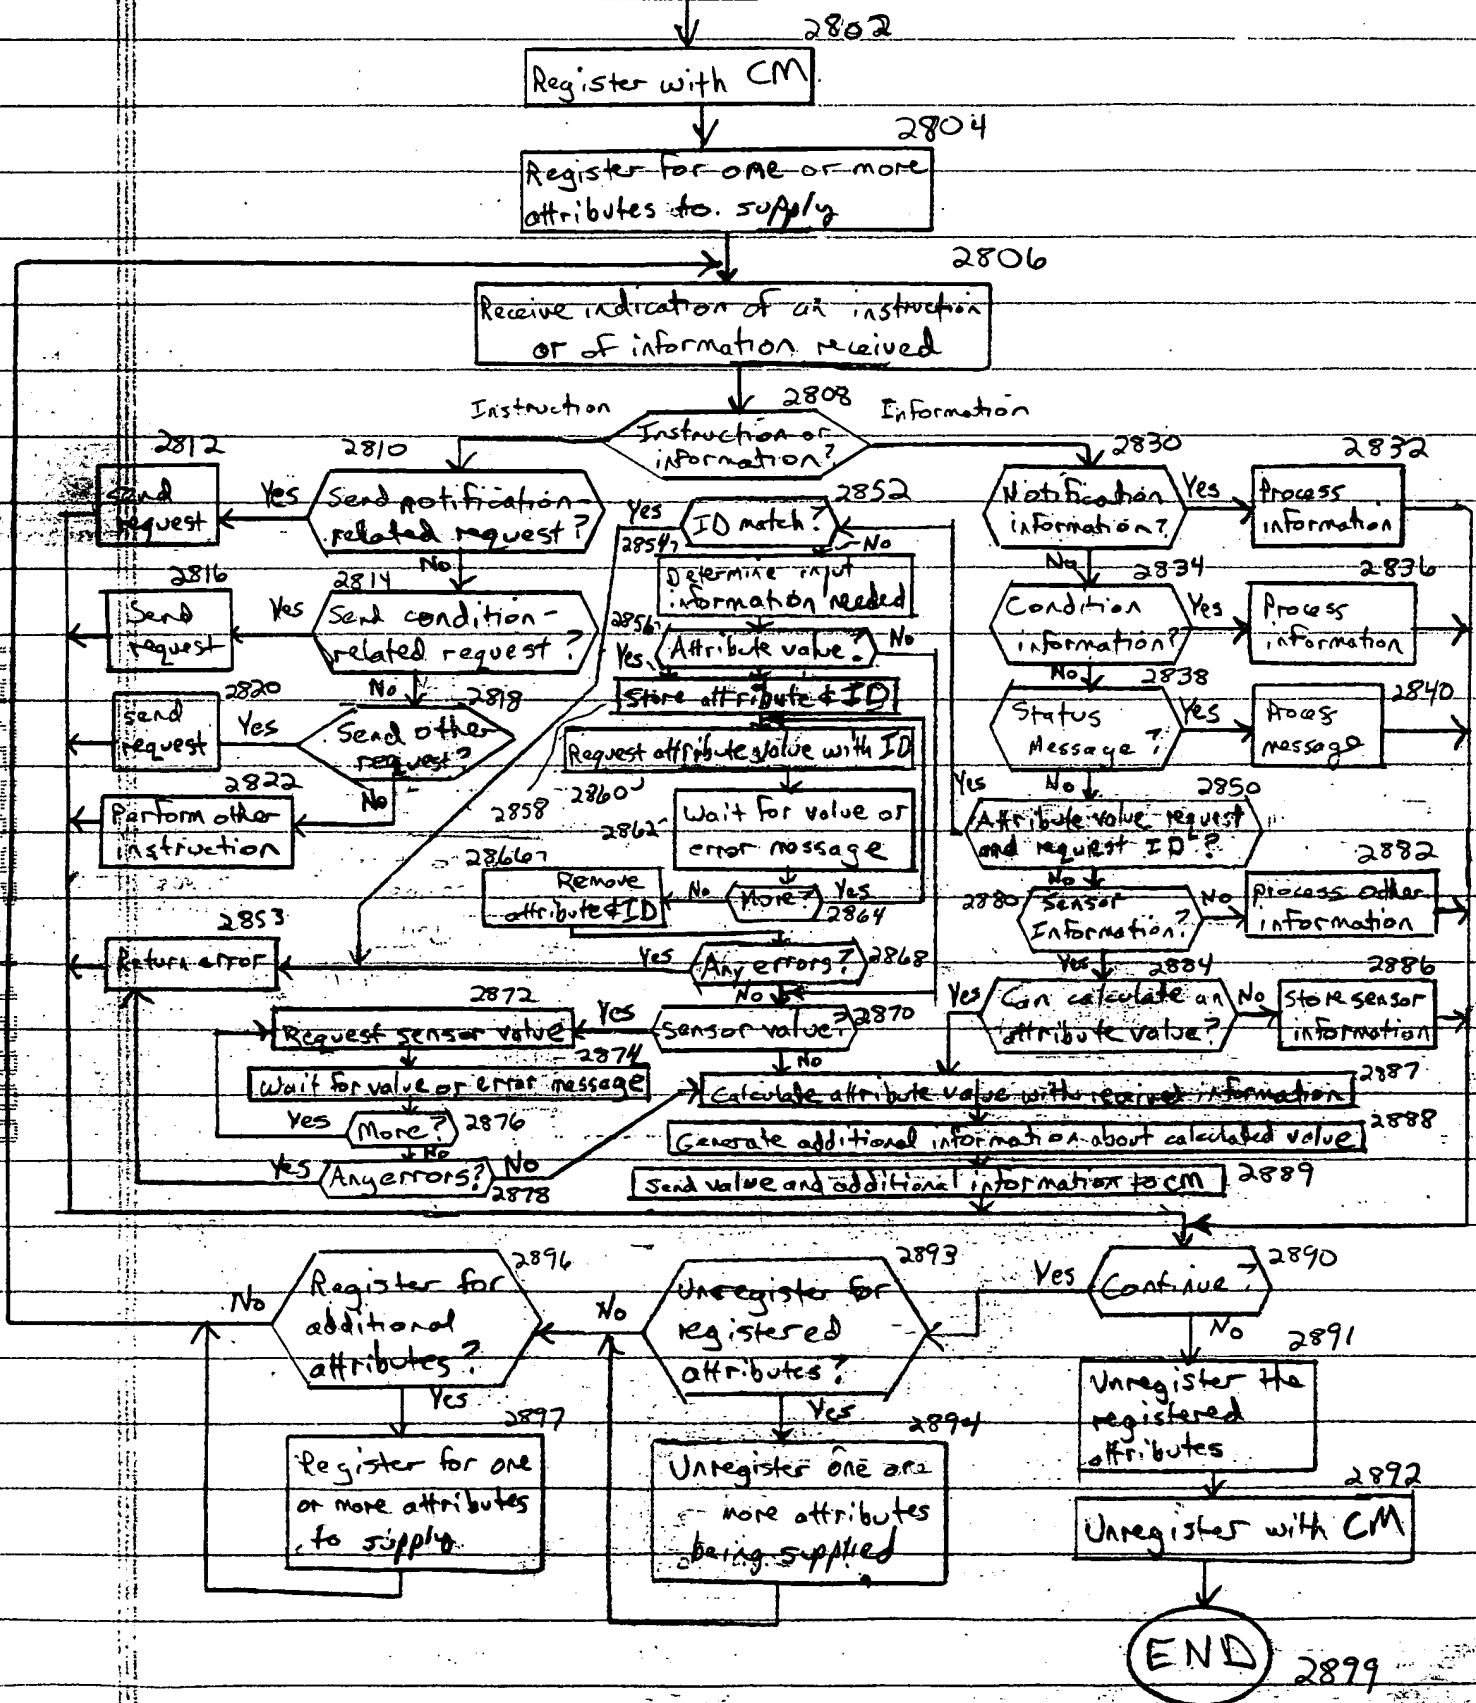 2802
Register with CM
2804
Register for one or more
attributes to supply
2806
Receive indication of an instruction
or of information received
2808
Instruction
Information
Instruction or
information?
2812
Send
request
Yes
2810
Send notification-
related request?
No
2816
Send
request
Yes
2814
Send condition-
related request?
No
2820
Send
request
Yes
2818
Send other
request?
No
2822
Perform other
instruction
2852
Yes
ID match?
No
2854
Determine input
information needed
2856
Attribute value?
No
Yes
Store attribute & ID
2858
Request attribute value with ID
2860
2862
Wait for value or
error message
2866
Remove
attribute & ID
No
More?
Yes
2864
2853
Return error
Yes
Any errors?
2868
No
2872
Request sensor value
Yes
Sensor value?
2870
No
2874
Wait for value or error message
Yes
More?
2876
No
Yes
Any errors?
No
2878
2830
Notification
information?
Yes
2832
Process
information
No
2834
Condition
information?
Yes
2836
Process
information
No
2838
Status
Message?
Yes
2840
Process
message
No
2850
Yes
Attribute value request
and request ID?
No
2880
Sensor
Information?
No
2882
Process other
information
Yes
2884
Yes
Can calculate an
attribute value?
No
2886
Store sensor
information
2887
Calculate attribute value with received information
2888
Generate additional information about calculated value
Send value and additional information to CM
2889
2890
Continue?
Yes
No
2893
Unregister for
registered
attributes?
No
Yes
2894
Unregister one are
more attributes
being supplied
2896
Register for
additional
attributes?
No
Yes
2897
Register for one
or more attributes
to supply
2891
Unregister the
registered
attributes
2892
Unregister with CM
END
2899